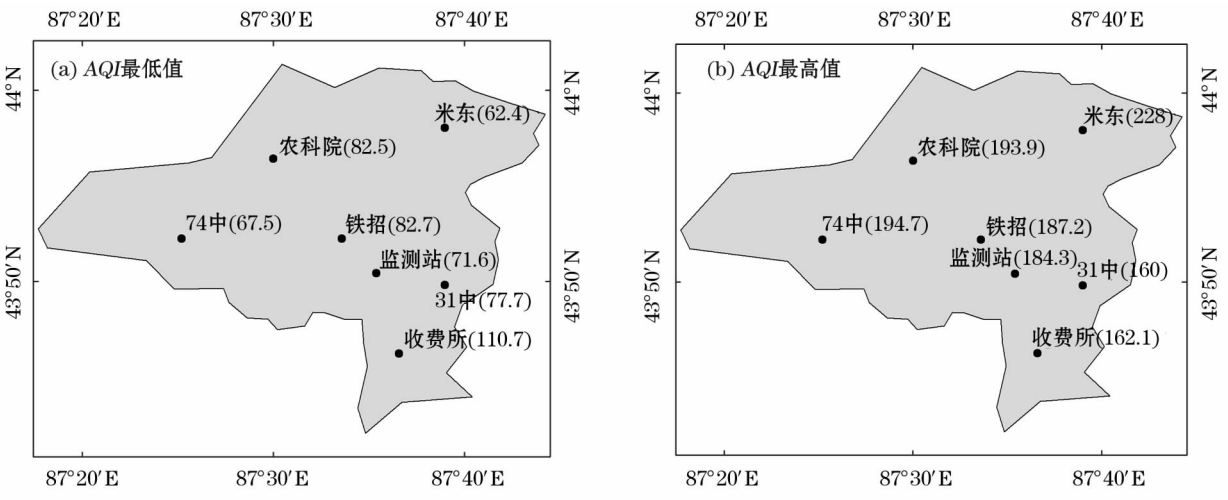 87°20′E 87°30′E 87°40′E
(a) AQI最低值
44°N
44°N
米东(62.4)
农科院(82.5)
74中(67.5)
铁招(82.7)
监测站(71.6)
43°50′N
43°50′N
31中(77.7)
收费所(110.7)
87°20′E 87°30′E 87°40′E
87°20′E 87°30′E 87°40′E
(b) AQI最高值
44°N
44°N
米东(228)
农科院(193.9)
74中(194.7)
铁招(187.2)
监测站(184.3)
31中(160)
43°50′N
43°50′N
收费所(162.1)
87°20′E 87°30′E 87°40′E